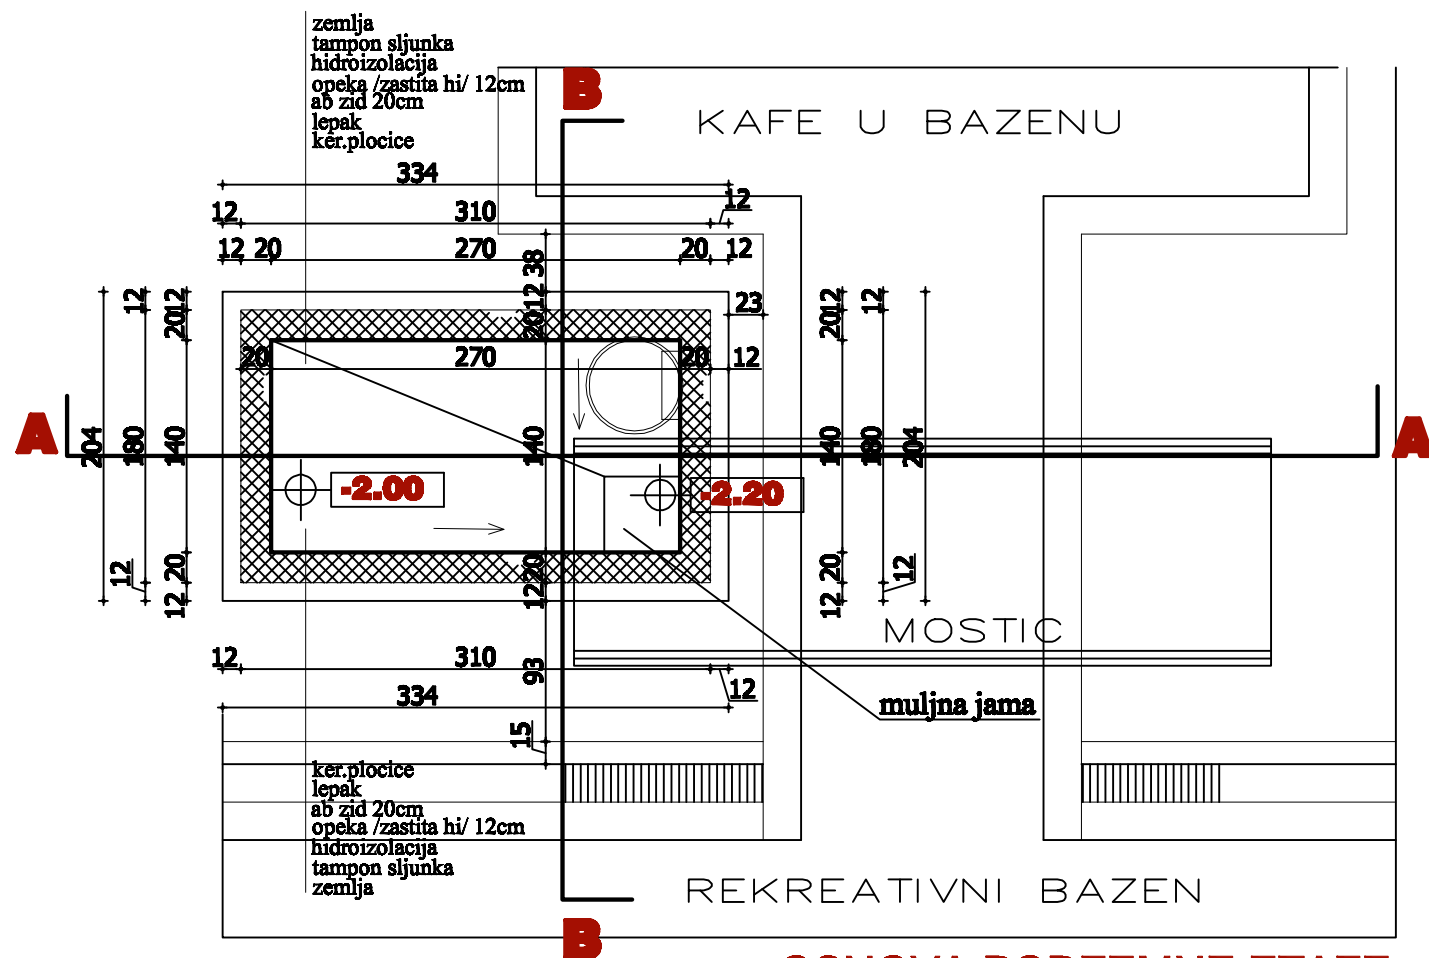 zemlja
tampon sljunka
hidroizolacija
opeka /zastita hi/ 12cm
ab zid 20cm
lepak
ker.plocice
B
KAFE U BAZENU
334
12
310
12
12
20
270
20
12
38
12
20
23
12
12
20
12
20
12
12
20
270
20
12
A
204
180
140
140
140
180
204
A
-2.00
-2.20
12
20
12
20
12
20
12
12
12
MOSTIC
12
310
93
12
334
muljna jama
15
ker.plocice
lepak
ab zid 20cm
opeka /zastita hi/ 12cm
hidroizolacija
tampon sljunka
zemlja
REKREATIVNI BAZEN
B